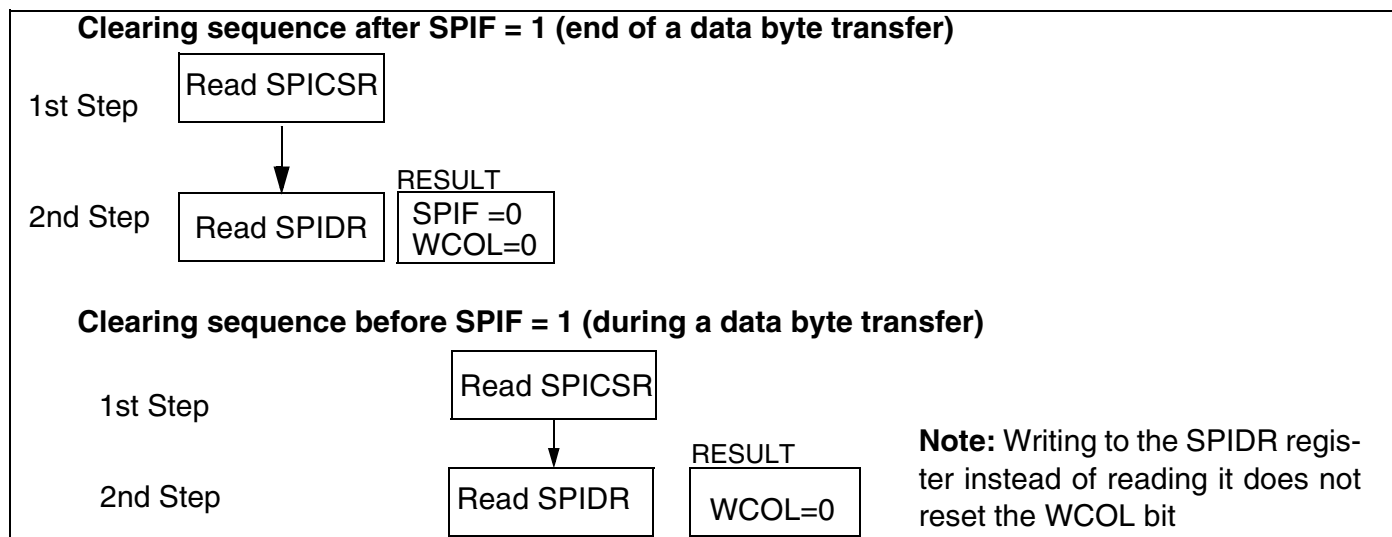 Clearing sequence after SPIF = 1 (end of a data byte transfer)
1st Step
Read SPICSR
2nd Step
Read SPIDR
RESULT
SPIF =0
WCOL=0
Clearing sequence before SPIF = 1 (during a data byte transfer)
1st Step
Read SPICSR
2nd Step
Read SPIDR
RESULT
WCOL=0
Note: Writing to the SPIDR regis-
ter instead of reading it does not
reset the WCOL bit